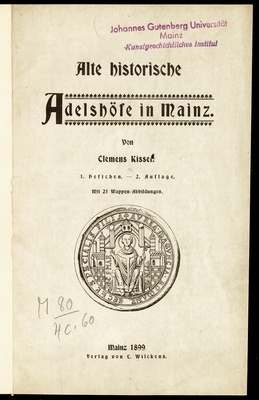 Johannes Gutenberg Universität
Mainz
-Kunstgeschichtliches Institut
Alte historische
Adelshöfe in Mainz.
Von
Clemens Kissel.
1. Heftchen. — 2. Auflage.
Mit 25 Wappen-Abbildungen.
M 80
4C. 60
Mainz 1899
Verlag von L. Wilckens.